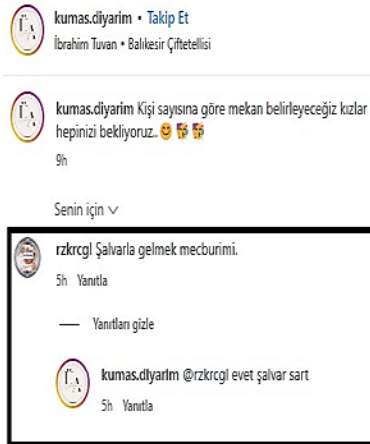 kumas.diyarim • Takip Et
İbrahim Tuvan • Balıkesir Çiftetellisi
kumas.diyarim Kişi sayısına göre mekan belirleyeceğiz kızlar
hepinizi bekliyoruz..😊💃💃
9h
Senin için
rzkrcgl Şalvarla gelmek mecburimi.
5h Yanıtla
Yanıtları gizle
kumas.diyarim @rzkrcgl evet şalvar sart
5h Yanıtla